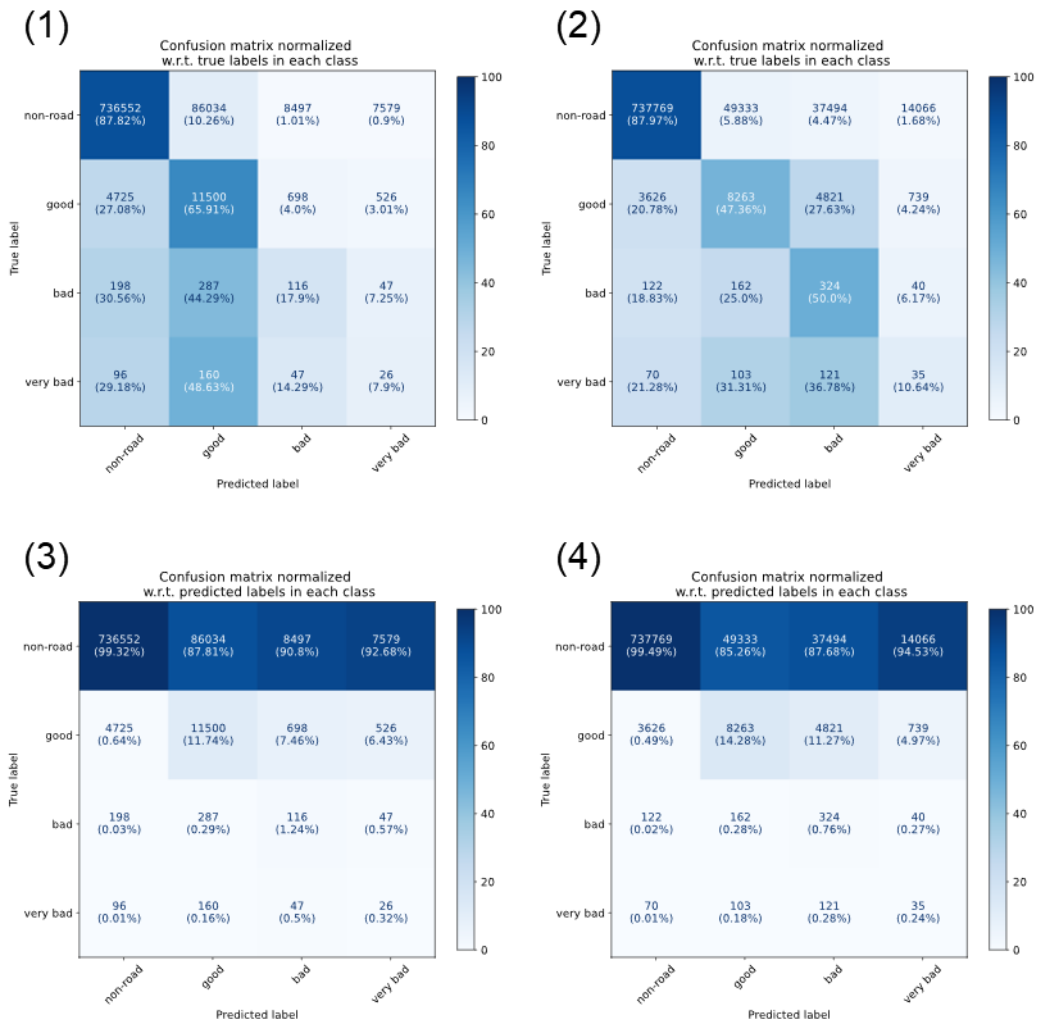 (1)
Confusion matrix normalized
w.r.t. true labels in each class
736552 86034 8497 7579
(87.82%) (10.26%) (1.01%) (0.9%)
4725 11500 698 526
(27.08%) (65.91%) (4.0%) (3.01%)
198 287 116 47
(30.56%) (44.29%) (17.9%) (7.25%)
96 160 47 26
(29.18%) (48.63%) (14.29%) (7.9%)
non-road
good
bad
very bad
True label
non-road good bad very bad
Predicted label
100
80
60
40
20
0
(2)
Confusion matrix normalized
w.r.t. true labels in each class
737769 49333 37494 14066
(87.97%) (5.88%) (4.47%) (1.68%)
3626 8263 4821 739
(20.78%) (47.36%) (27.63%) (4.24%)
122 162 324 40
(18.83%) (25.0%) (50.0%) (6.17%)
70 103 121 35
(21.28%) (31.31%) (36.78%) (10.64%)
non-road
good
bad
very bad
True label
non-road good bad very bad
Predicted label
100
80
60
40
20
0
(3)
Confusion matrix normalized
w.r.t. predicted labels in each class
736552 86034 8497 7579
(99.32%) (87.81%) (90.8%) (92.68%)
4725 11500 698 526
(0.64%) (11.74%) (7.46%) (6.43%)
198 287 116 47
(0.03%) (0.29%) (1.24%) (0.57%)
96 160 47 26
(0.01%) (0.16%) (0.5%) (0.32%)
non-road
good
bad
very bad
True label
non-road good bad very bad
Predicted label
100
80
60
40
20
0
(4)
Confusion matrix normalized
w.r.t. predicted labels in each class
737769 49333 37494 14066
(99.49%) (85.26%) (87.68%) (94.53%)
3626 8263 4821 739
(0.49%) (14.28%) (11.27%) (4.97%)
122 162 324 40
(0.02%) (0.28%) (0.76%) (0.27%)
70 103 121 35
(0.01%) (0.18%) (0.28%) (0.24%)
non-road
good
bad
very bad
True label
non-road good bad very bad
Predicted label
100
80
60
40
20
0